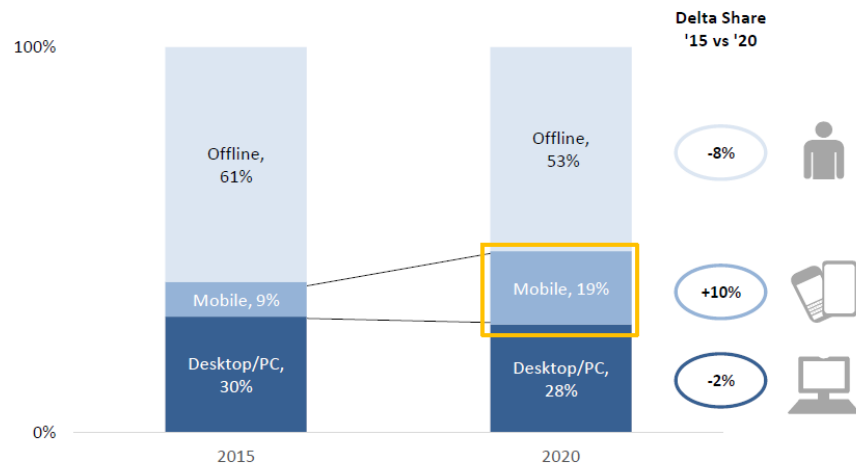 Delta Share
'15 vs '20
100%
Offline,
61%
Offline,
53%
-8%
Mobile, 9%
Mobile, 19%
+10%
Desktop/PC,
30%
Desktop/PC,
28%
-2%
0%
2015
2020